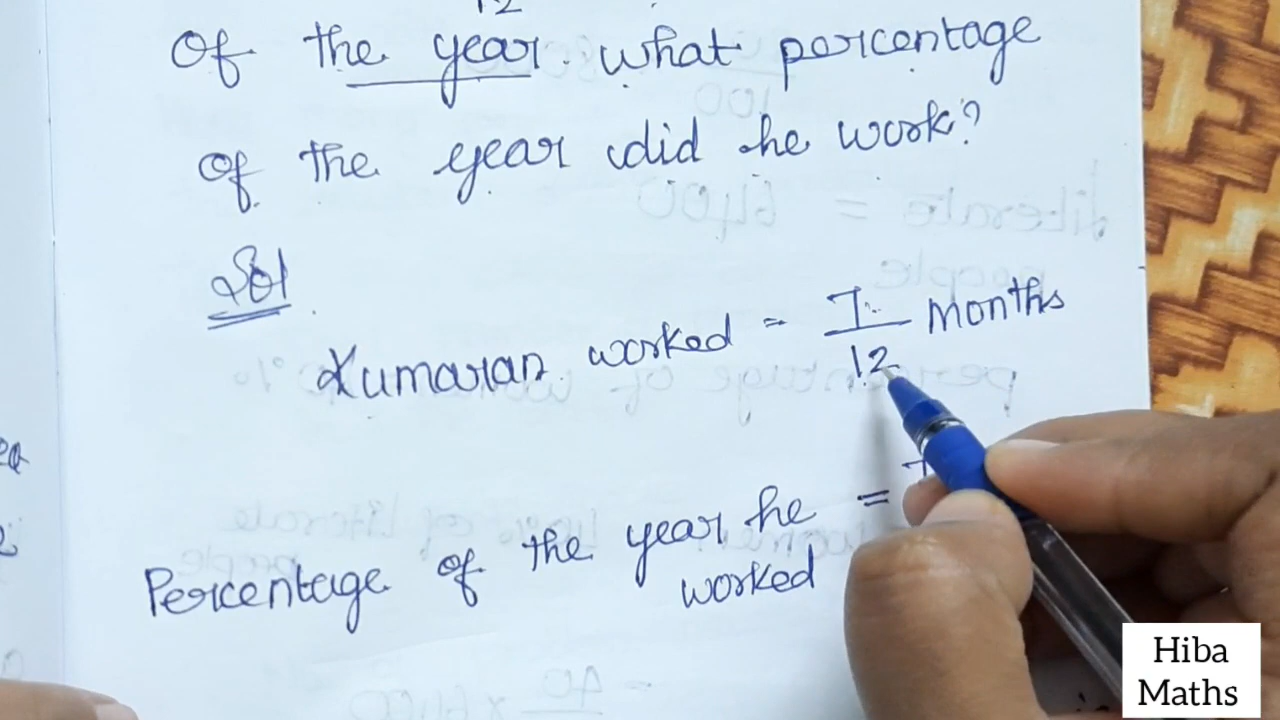 12
Of the year. what percentage
of the year did he work?
Sol
Kumaran worked = 7/12 months
Percentage of the year he =
worked
Hiba
Maths